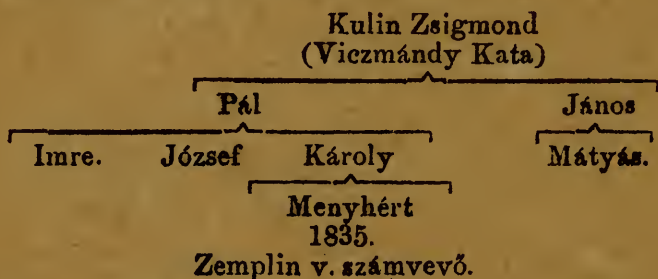 Kulin Zsigmond
(Viczmándy Kata)
Pál János
Imre. József Károly Mátyás.
Menyhért
1835.
Zemplin v. számvevő.